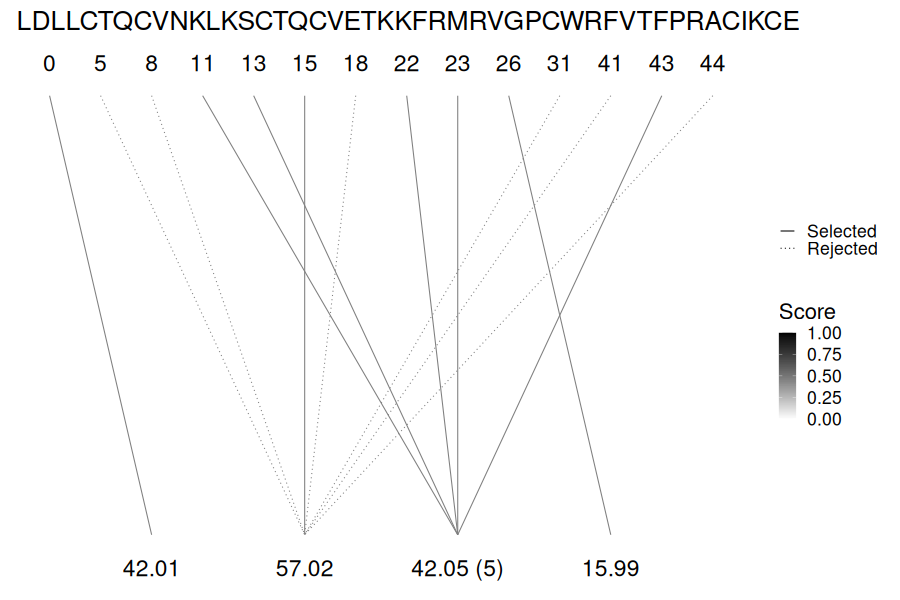 LDLLCTQCVNKLKSCTQCVETKKFRMRVGPCWRFVTFPRACIKCE
0 5 8 11 13 15 18 22 23 26 31 41 43 44
Selected
Rejected
Score
1.00
0.75
0.50
0.25
0.00
42.01 57.02 42.05 (5) 15.99